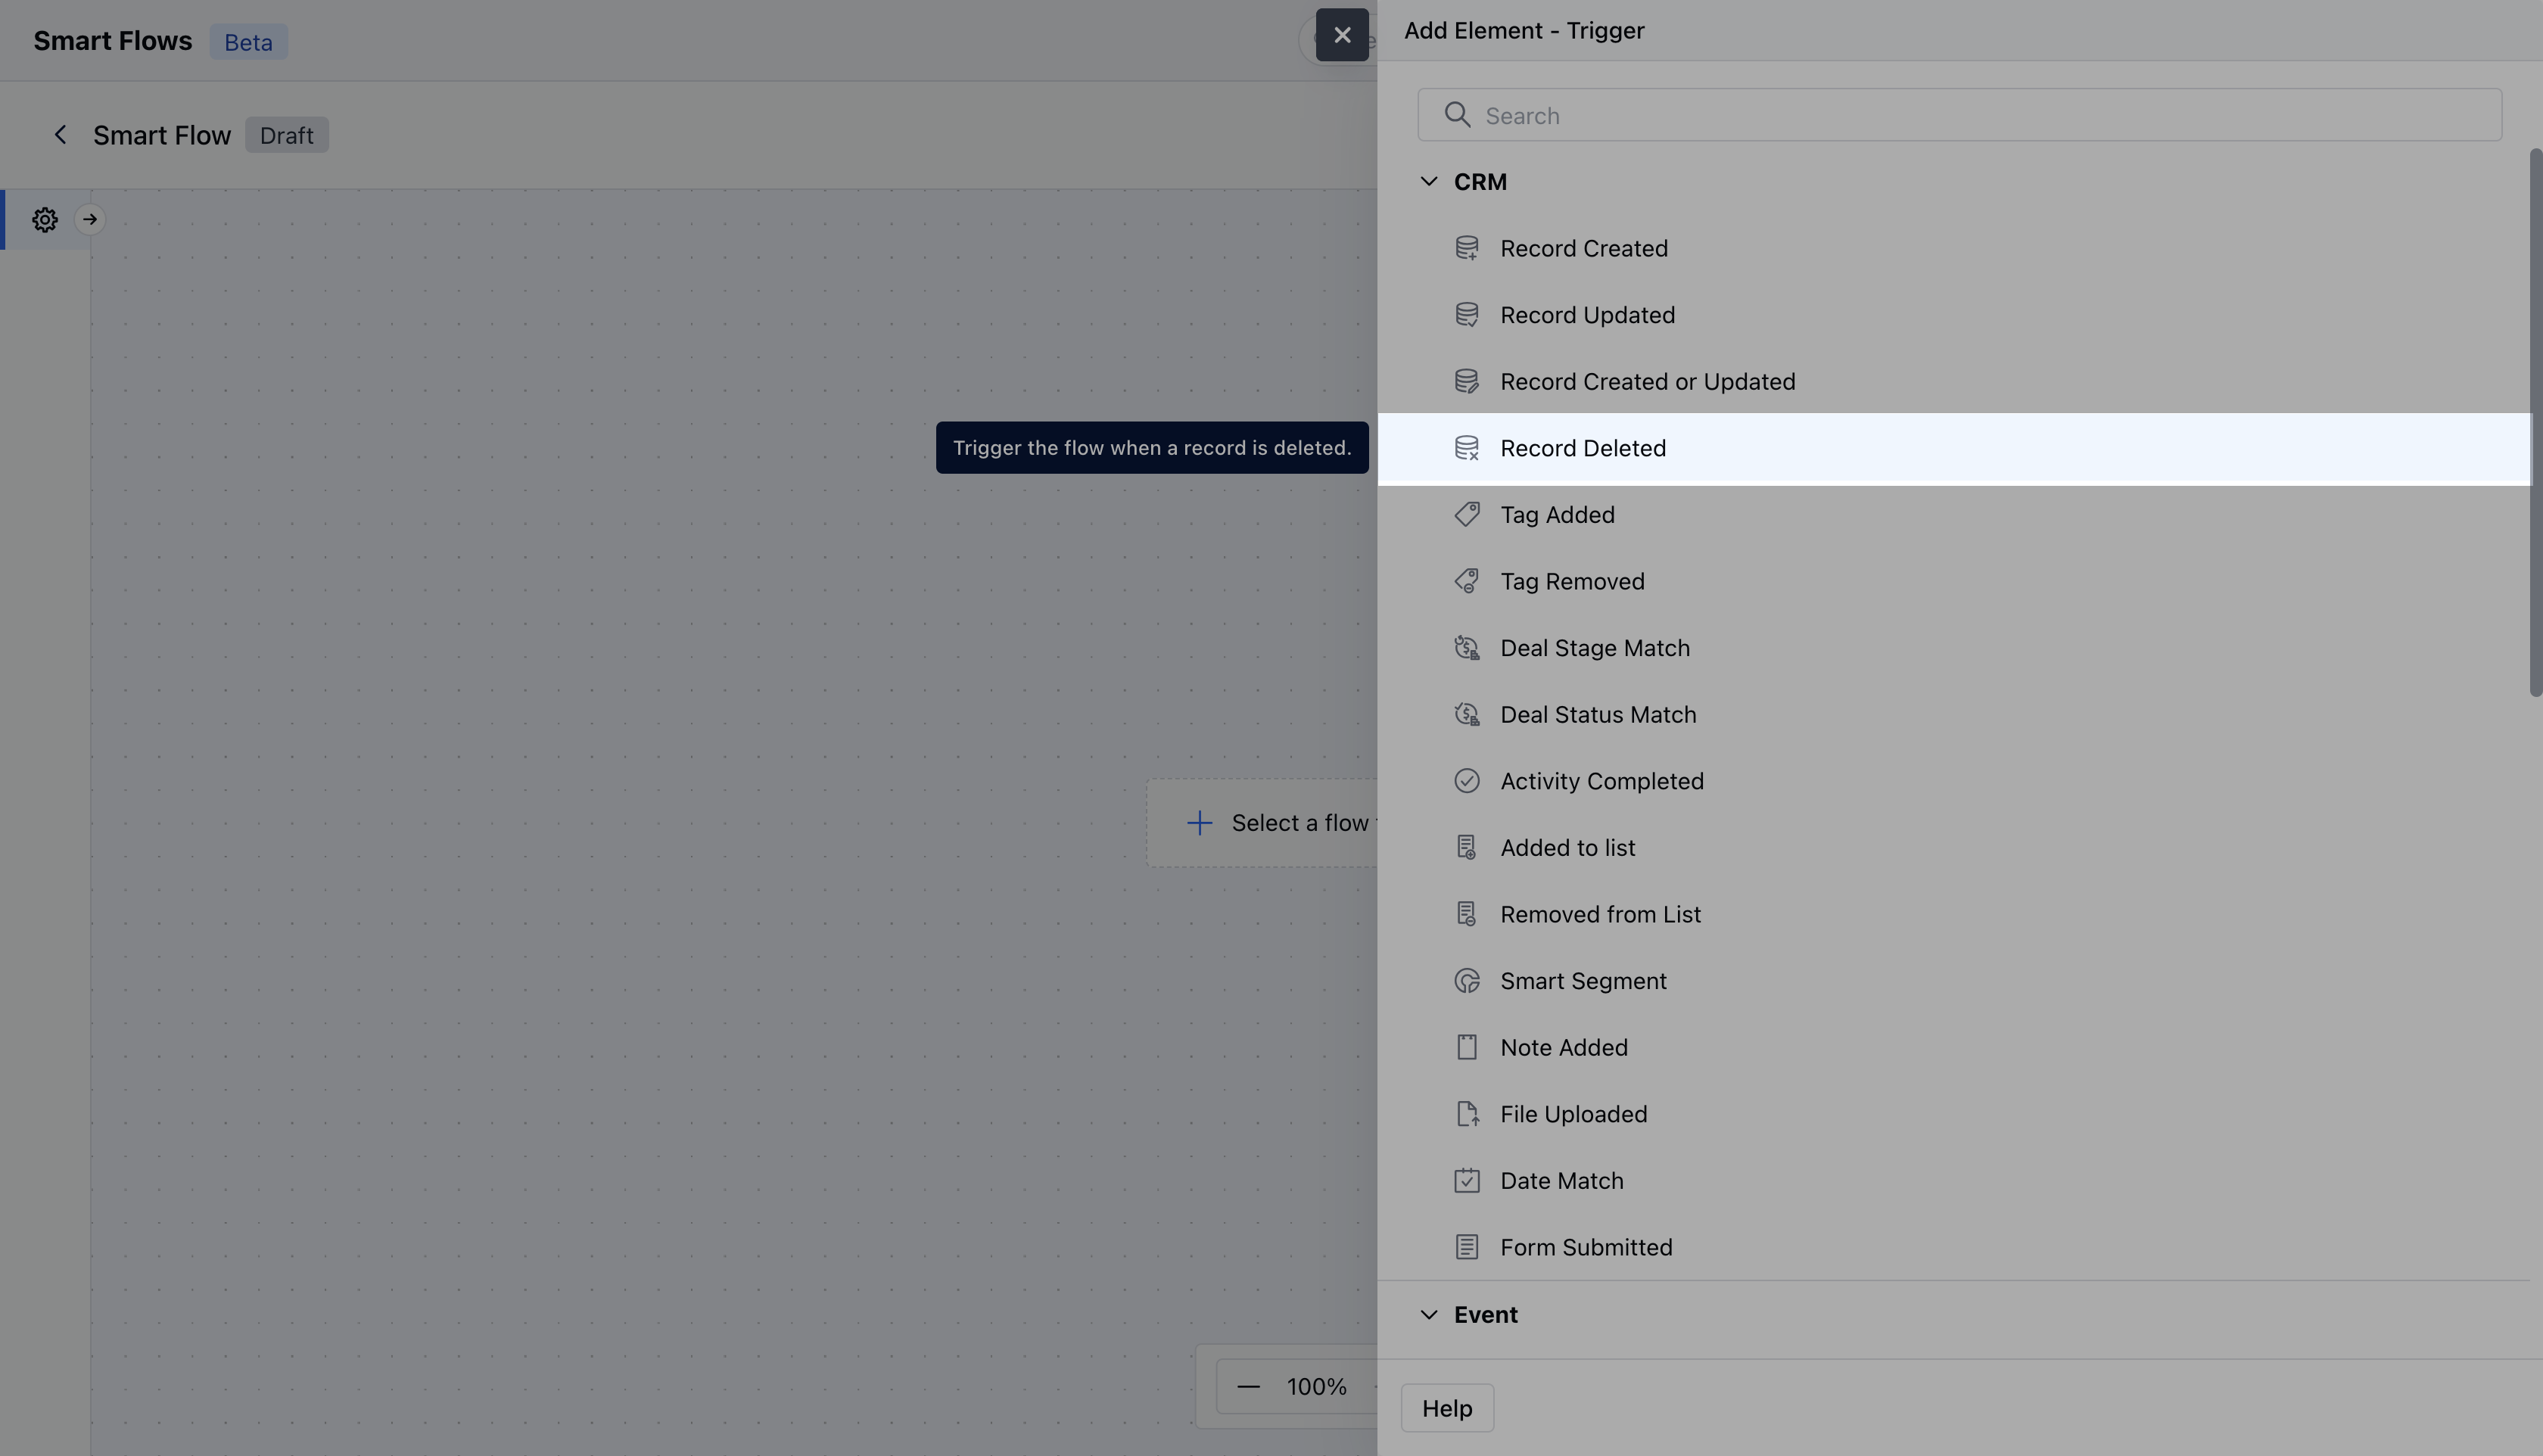 Smart Flows Beta
Smart Flow Draft
Trigger the flow when a record is deleted.
Select a flow
100%
Add Element - Trigger
Search
CRM
Record Created
Record Updated
Record Created or Updated
Record Deleted
Tag Added
Tag Removed
Deal Stage Match
Deal Status Match
Activity Completed
Added to list
Removed from List
Smart Segment
Note Added
File Uploaded
Date Match
Form Submitted
Event
Help